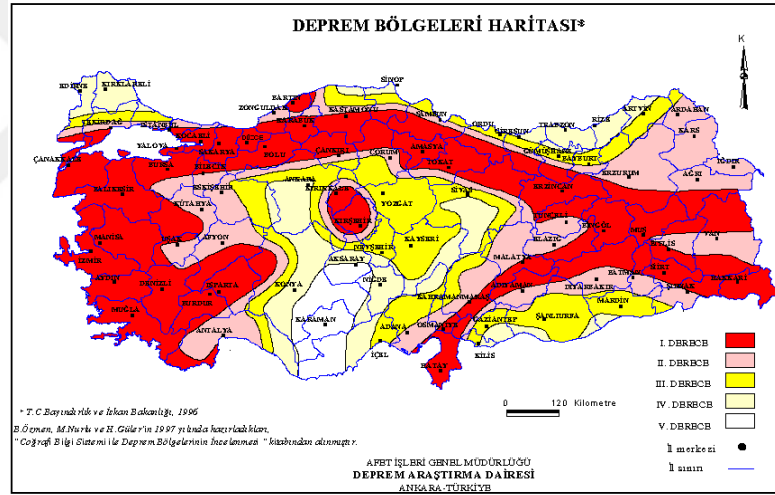 DEPREM BÖLGELERİ HARİTASI*
K
SİNOP
EDİRNE
KIRKLARELİ
BARTIN
ZONGULDAK
KASTAMONU
KARABÜK
SAMSUN
ORDU
GİRESUN
TRABZON
RİZE
ARTVİN
ARDAHAN
KARS
TEKİRDAĞ
İSTANBUL
KOCAELİ
YALOVA
SAKARYA
DÜZCE
BOLU
ÇANKIRI
ÇORUM
AMASYA
TOKAT
GÜMÜŞHANE
BAYBURT
ERZURUM
IĞDIR
AĞRI
ÇANAKKALE
BURSA
BİLECİK
BALIKESİR
ESKİŞEHİR
KÜTAHYA
ANKARA
KIRIKKALE
YOZGAT
SİVAS
ERZİNCAN
TUNCELİ
BİNGÖL
MUŞ
KIRŞEHİR
MANİSA
UŞAK
AFYON
NEVŞEHİR
KAYSERİ
ELAZIĞ
BİTLİS
VAN
İZMİR
AKSARAY
MALATYA
AYDIN
DENİZLİ
ISPARTA
BURDUR
KONYA
NİĞDE
KAHRAMANMARAŞ
ADIYAMAN
DİYARBAKIR
BATMAN
SİİRT
ŞIRNAK
HAKKARİ
MUĞLA
ANTALYA
KARAMAN
ADANA
OSMANİYE
GAZİANTEP
ŞANLIURFA
MARDİN
İÇEL
KİLİS
HATAY
I. DERECE
II. DERECE
III. DERECE
IV. DERECE
V. DERECE
İl merkezi
İl sınırı
0 120 Kilometre
* T.C Bayındırlık ve İskan Bakanlığı, 1996
B.Özmen, M.Nurlu ve H.Güler'in 1997 yılında hazırladıkları,
"Coğrafi Bilgi Sistemi ile Deprem Bölgelerinin İncelenmesi" kitabından alınmıştır.
AFET İŞLERİ GENEL MÜDÜRLÜĞÜ
DEPREM ARAŞTIRMA DAİRESİ
ANKARA-TÜRKİYE